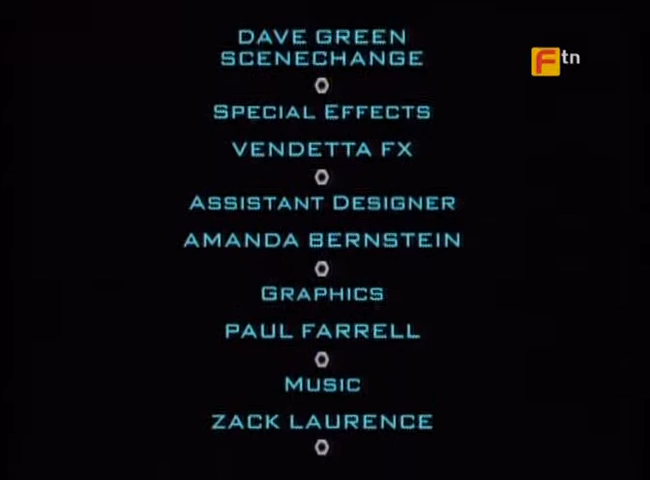 DAVE GREEN
SCENECHANGE
Ftn
SPECIAL EFFECTS
VENDETTA FX
ASSISTANT DESIGNER
AMANDA BERNSTEIN
GRAPHICS
PAUL FARRELL
MUSIC
ZACK LAURENCE